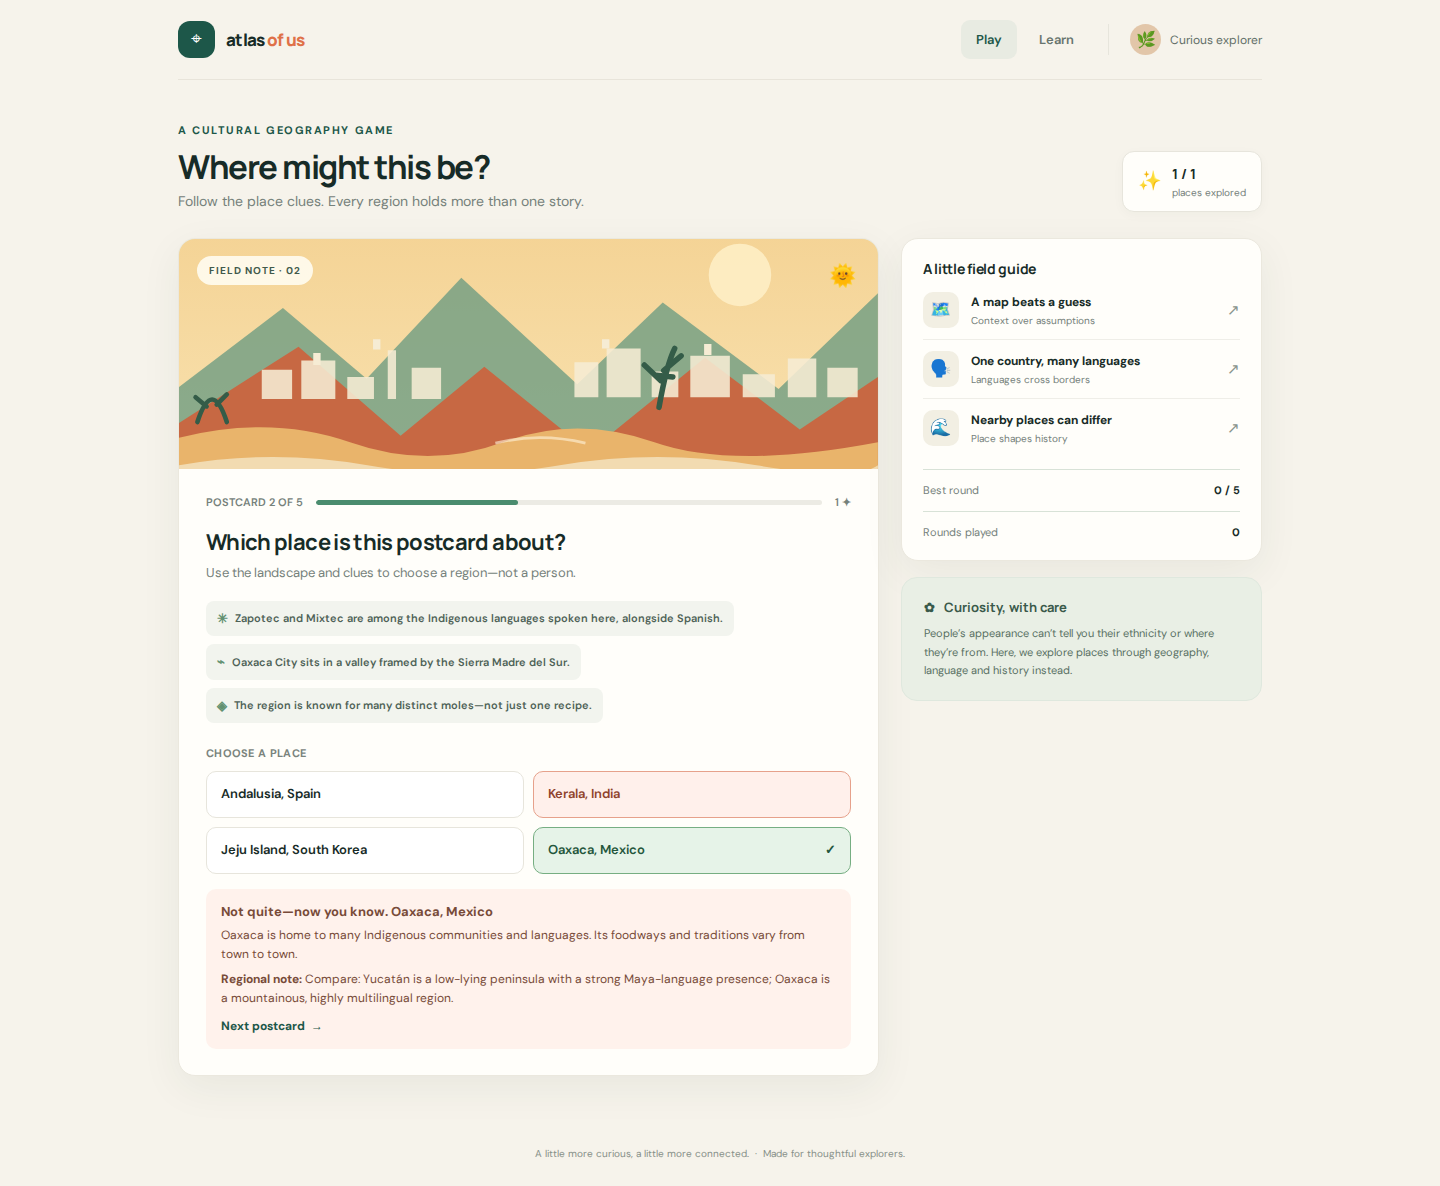 atlas of us
Play
Learn
Curious explorer
A CULTURAL GEOGRAPHY GAME
Where might this be?
Follow the place clues. Every region holds more than one story.
1 / 1
places explored
FIELD NOTE · 02
POSTCARD 2 OF 5
1 ✦
Which place is this postcard about?
Use the landscape and clues to choose a region—not a person.
Zapotec and Mixtec are among the Indigenous languages spoken here, alongside Spanish.
Oaxaca City sits in a valley framed by the Sierra Madre del Sur.
The region is known for many distinct moles—not just one recipe.
CHOOSE A PLACE
Andalusia, Spain
Kerala, India
Jeju Island, South Korea
Oaxaca, Mexico ✓
Not quite—now you know. Oaxaca, Mexico
Oaxaca is home to many Indigenous communities and languages. Its foodways and traditions vary from
town to town.
Regional note: Compare: Yucatán is a low-lying peninsula with a strong Maya-language presence; Oaxaca is
a mountainous, highly multilingual region.
Next postcard →
A little field guide
A map beats a guess
Context over assumptions
One country, many languages
Languages cross borders
Nearby places can differ
Place shapes history
Best round
0 / 5
Rounds played
0
Curiosity, with care
People's appearance can't tell you their ethnicity or where
they're from. Here, we explore places through geography,
language and history instead.
A little more curious, a little more connected. · Made for thoughtful explorers.